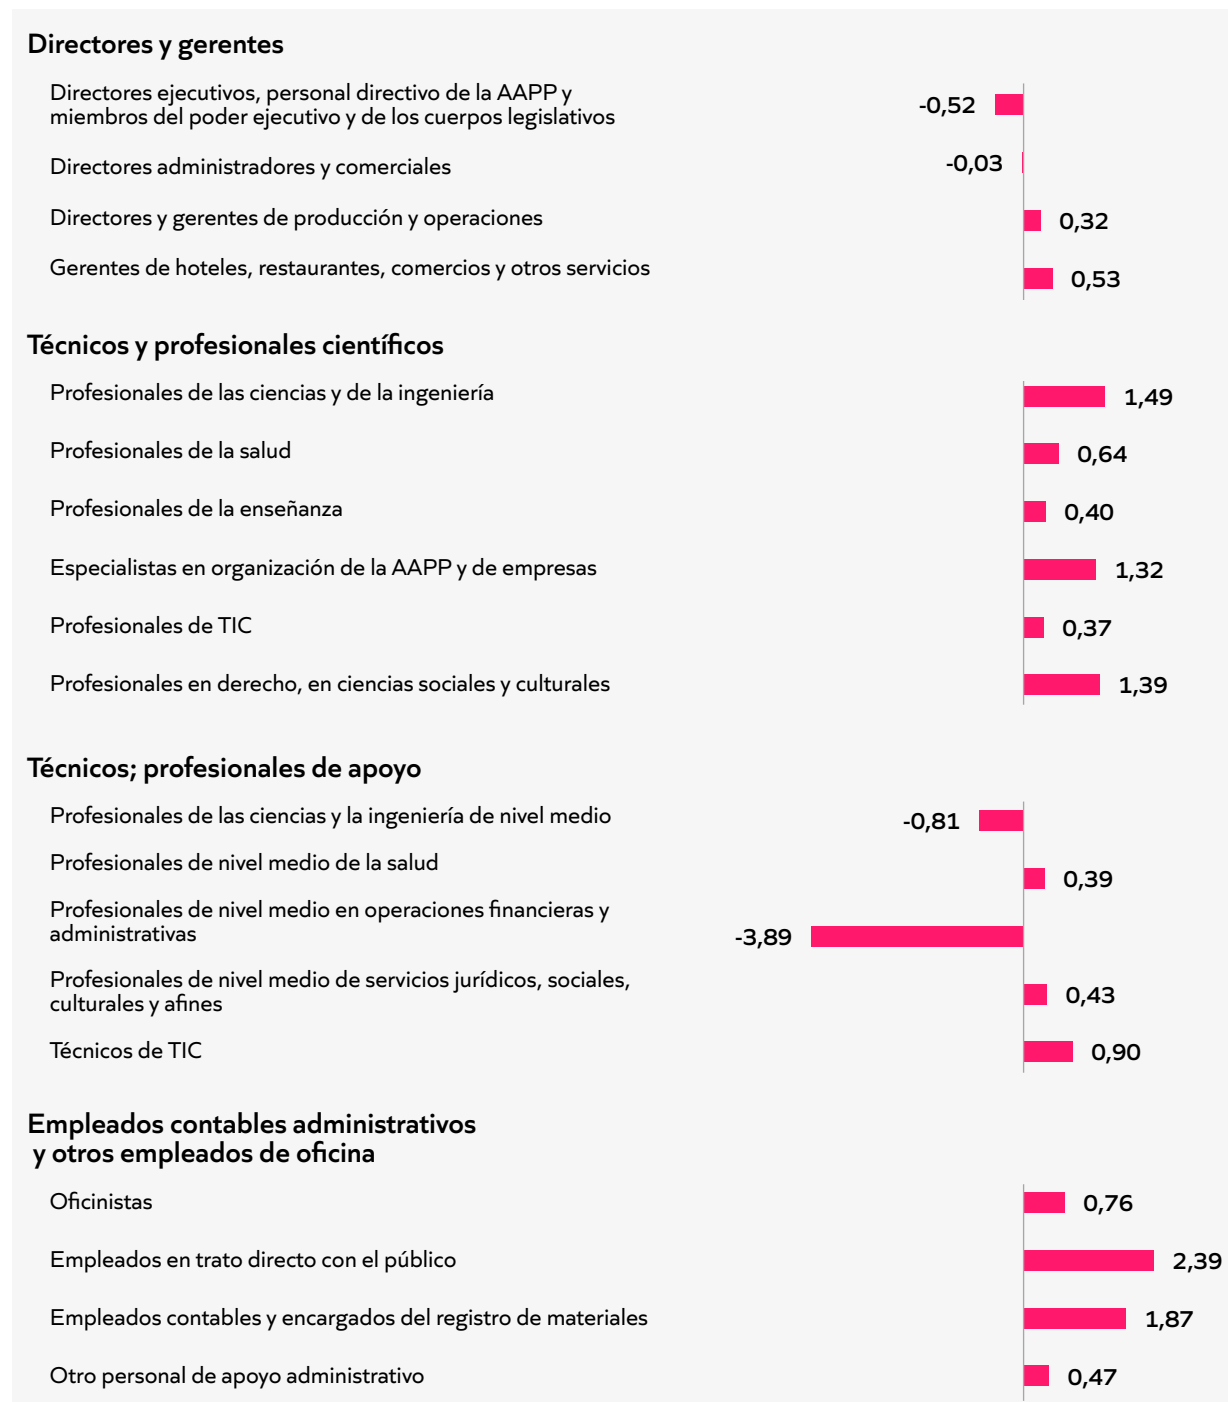 Directores y gerentes
Directores ejecutivos, personal directivo de la AAPP y
miembros del poder ejecutivo y de los cuerpos legislativos
-0,52
Directores administradores y comerciales
-0,03
Directores y gerentes de producción y operaciones
0,32
Gerentes de hoteles, restaurantes, comercios y otros servicios
0,53
Técnicos y profesionales científicos
Profesionales de las ciencias y de la ingeniería
1,49
Profesionales de la salud
0,64
Profesionales de la enseñanza
0,40
Especialistas en organización de la AAPP y de empresas
1,32
Profesionales de TIC
0,37
Profesionales en derecho, en ciencias sociales y culturales
1,39
Técnicos; profesionales de apoyo
Profesionales de las ciencias y la ingeniería de nivel medio
-0,81
Profesionales de nivel medio de la salud
0,39
Profesionales de nivel medio en operaciones financieras y
administrativas
-3,89
Profesionales de nivel medio de servicios jurídicos, sociales,
culturales y afines
0,43
Técnicos de TIC
0,90
Empleados contables administrativos
y otros empleados de oficina
Oficinistas
0,76
Empleados en trato directo con el público
2,39
Empleados contables y encargados del registro de materiales
1,87
Otro personal de apoyo administrativo
0,47